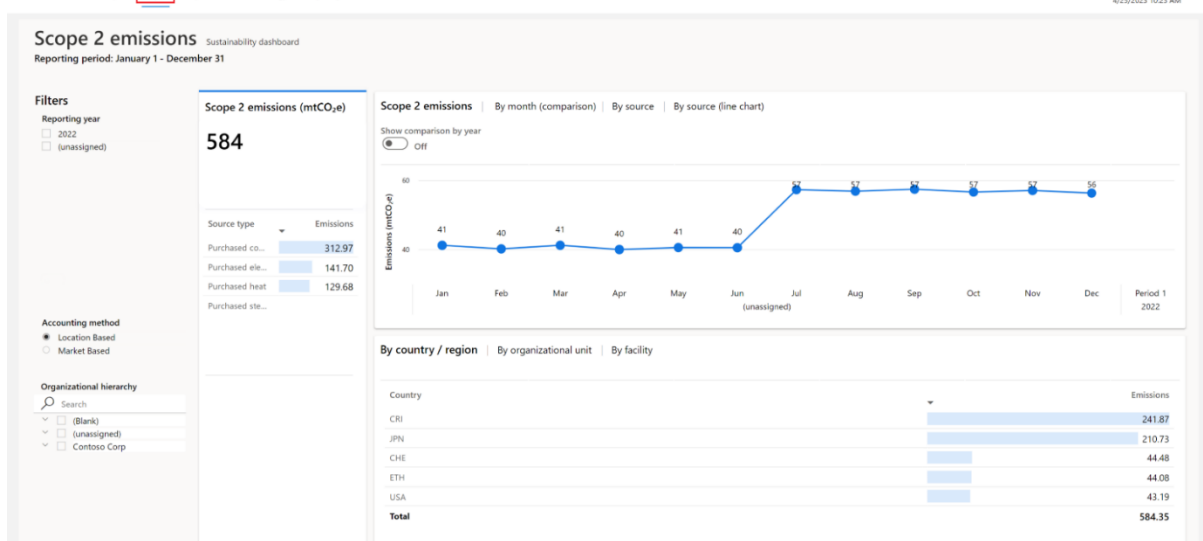 4/25/2023 10:25 AM
Scope 2 emissions Sustainability dashboard
Reporting period: January 1 - December 31
Filters
Reporting year
2022
(unassigned)
Accounting method
Location Based
Market Based
Organizational hierarchy
Search
(Blank)
(unassigned)
Contoso Corp
Scope 2 emissions (mtCO₂e)
584
Source type Emissions
Purchased co... 312.97
Purchased ele... 141.70
Purchased heat 129.68
Purchased ste...
Scope 2 emissions | By month (comparison) | By source | By source (line chart)
Show comparison by year
Off
Emissions (mtCO₂e)
60
40
41 40 41 40 41 40 57 57 57 57 57 56
Jan Feb Mar Apr May Jun Jul Aug Sep Oct Nov Dec Period 1
(unassigned) 2022
By country / region | By organizational unit | By facility
Country Emissions
CRI 241.87
JPN 210.73
CHE 44.48
ETH 44.08
USA 43.19
Total 584.35